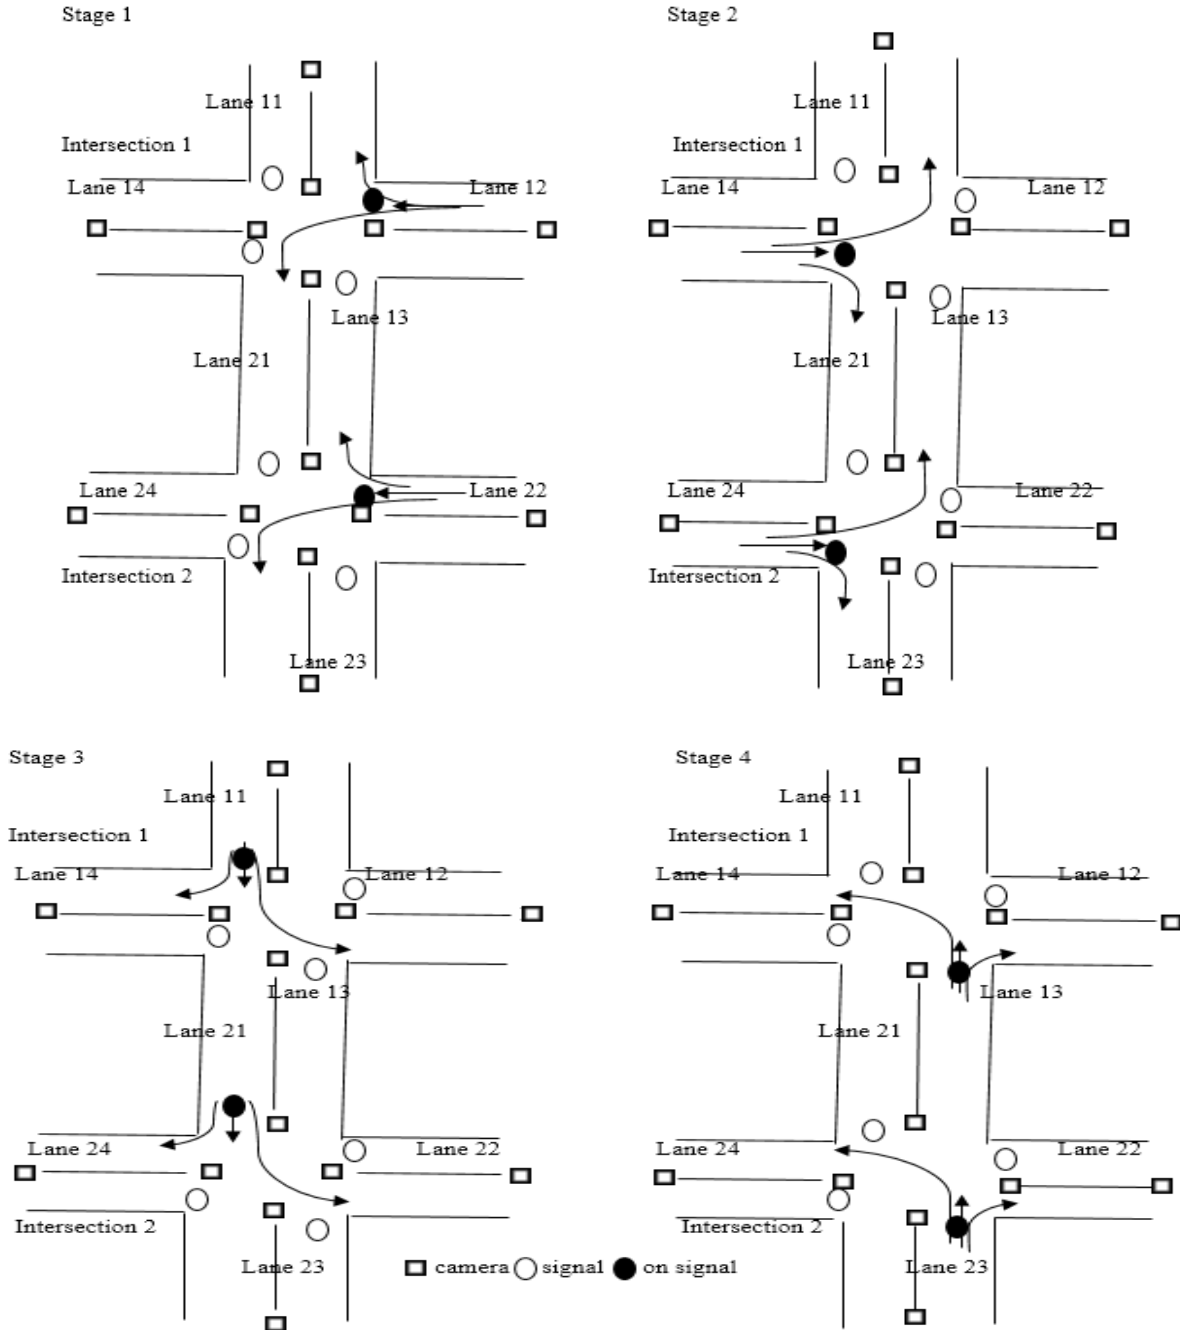 Stage 1
Lane 11
Intersection 1
Lane 14
Lane 12
Lane 13
Lane 21
Lane 24
Lane 22
Intersection 2
Lane 23
Stage 2
Lane 11
Intersection 1
Lane 14
Lane 12
Lane 13
Lane 21
Lane 24
Lane 22
Intersection 2
Lane 23
Stage 3
Lane 11
Intersection 1
Lane 14
Lane 12
Lane 13
Lane 21
Lane 24
Lane 22
Intersection 2
Lane 23
Stage 4
Lane 11
Intersection 1
Lane 14
Lane 12
Lane 13
Lane 21
Lane 24
Lane 22
Intersection 2
Lane 23
camera signal on signal